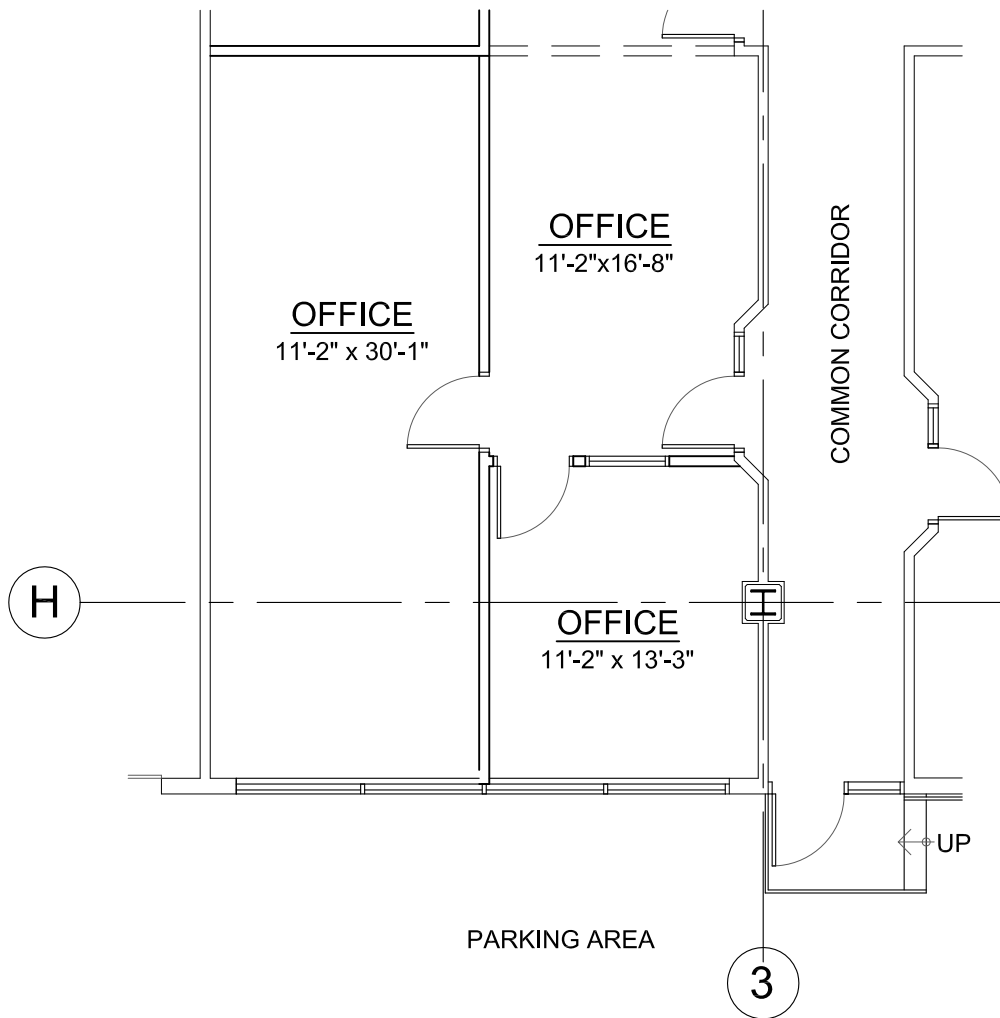 OFFICE
11'-2"x16'-8"
COMMON CORRIDOR
OFFICE
11'-2" x 30'-1"
H
OFFICE
11'-2" x 13'-3"
UP
PARKING AREA
3